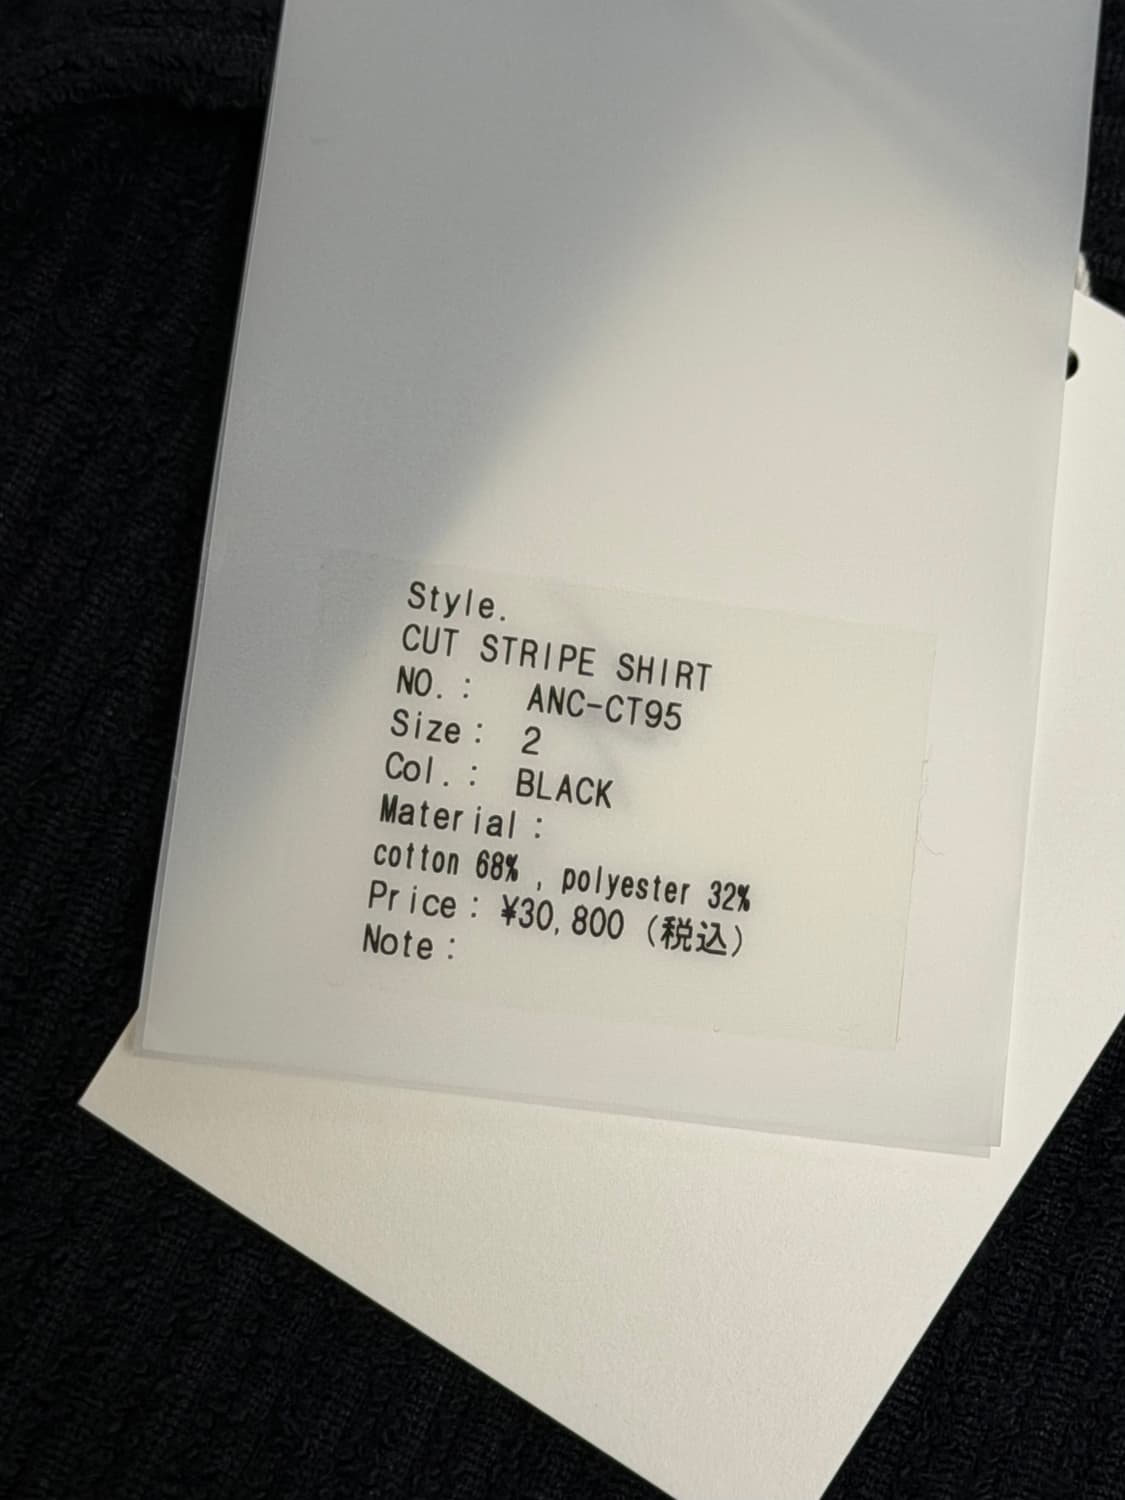 Style.
CUT STRIPE SHIRT
NO. : ANC-CT95
Size : 2
Col. : BLACK
Material :
cotton 68% , polyester 32%
Price : ¥30,800 (税込)
Note :